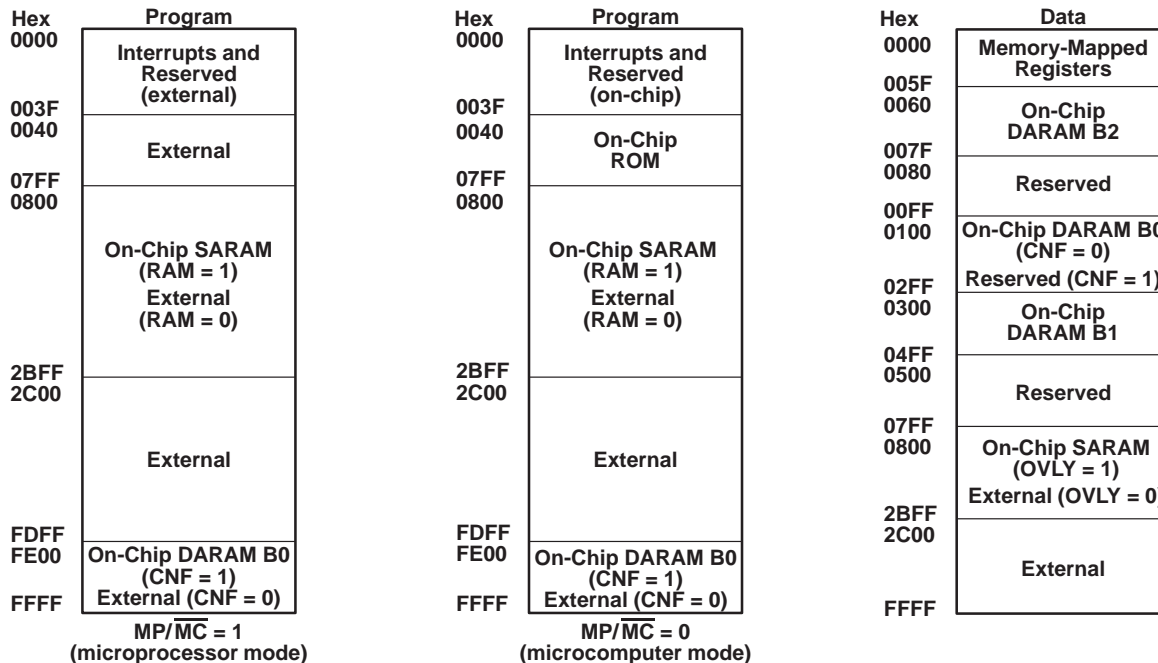 Hex
Program
0000
Interrupts and
Reserved
(external)
003F
0040
External
07FF
0800
On-Chip SARAM
(RAM = 1)
External
(RAM = 0)
2BFF
2C00
External
FDFF
FE00
On-Chip DARAM B0
(CNF = 1)
External (CNF = 0)
FFFF
MP/MC = 1
(microprocessor mode)
Hex
Program
0000
Interrupts and
Reserved
(on-chip)
003F
0040
On-Chip
ROM
07FF
0800
On-Chip SARAM
(RAM = 1)
External
(RAM = 0)
2BFF
2C00
External
FDFF
FE00
On-Chip DARAM B0
(CNF = 1)
External (CNF = 0)
FFFF
MP/MC = 0
(microcomputer mode)
Hex
Data
0000
Memory-Mapped
Registers
005F
0060
On-Chip
DARAM B2
007F
0080
Reserved
00FF
0100
On-Chip DARAM B0
(CNF = 0)
Reserved (CNF = 1)
02FF
0300
On-Chip
DARAM B1
04FF
0500
Reserved
07FF
0800
On-Chip SARAM
(OVLY = 1)
External (OVLY = 0)
2BFF
2C00
External
FFFF